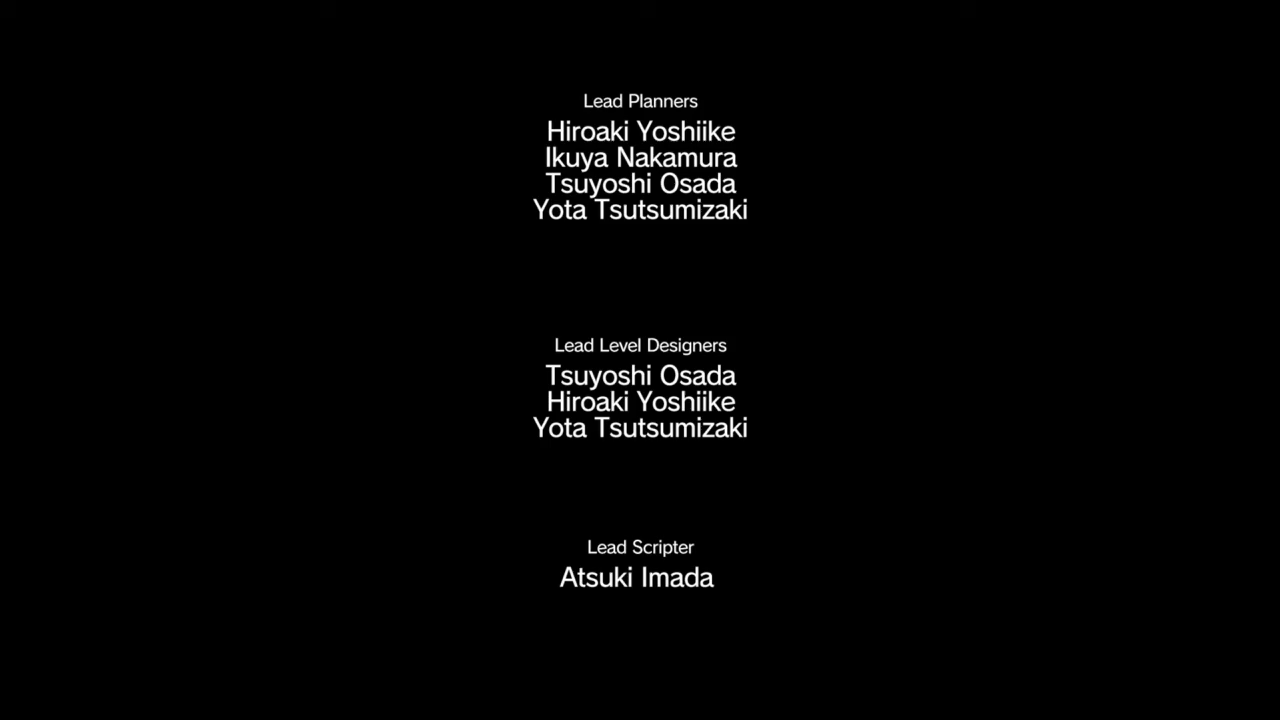 Lead Planners
Hiroaki Yoshiike
Ikuya Nakamura
Tsuyoshi Osada
Yota Tsutsumizaki
Lead Level Designers
Tsuyoshi Osada
Hiroaki Yoshiike
Yota Tsutsumizaki
Lead Scripter
Atsuki Imada